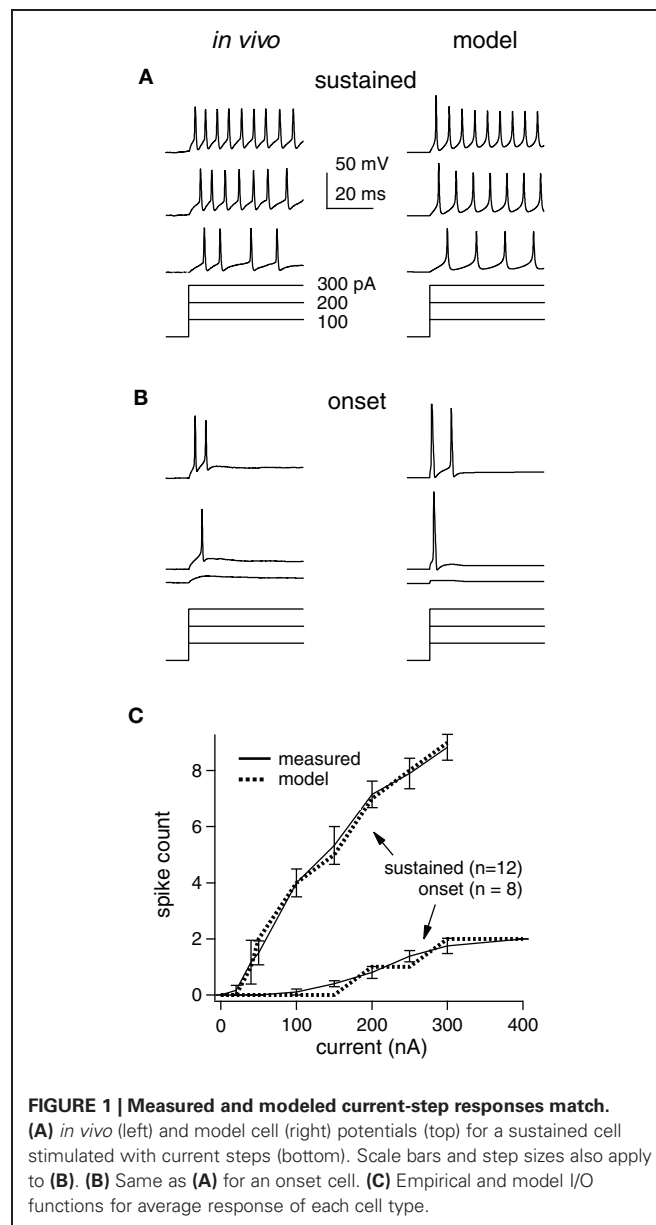 in vivo model
A sustained
50 mV
20 ms
300 pA
200
100
B onset
C
measured
model
8
6
4
2
0
spike count
sustained (n=12)
onset (n = 8)
0 100 200 300 400
current (nA)
FIGURE 1 | Measured and modeled current-step responses match.
(A) in vivo (left) and model cell (right) potentials (top) for a sustained cell
stimulated with current steps (bottom). Scale bars and step sizes also apply
to (B). (B) Same as (A) for an onset cell. (C) Empirical and model I/O
functions for average response of each cell type.